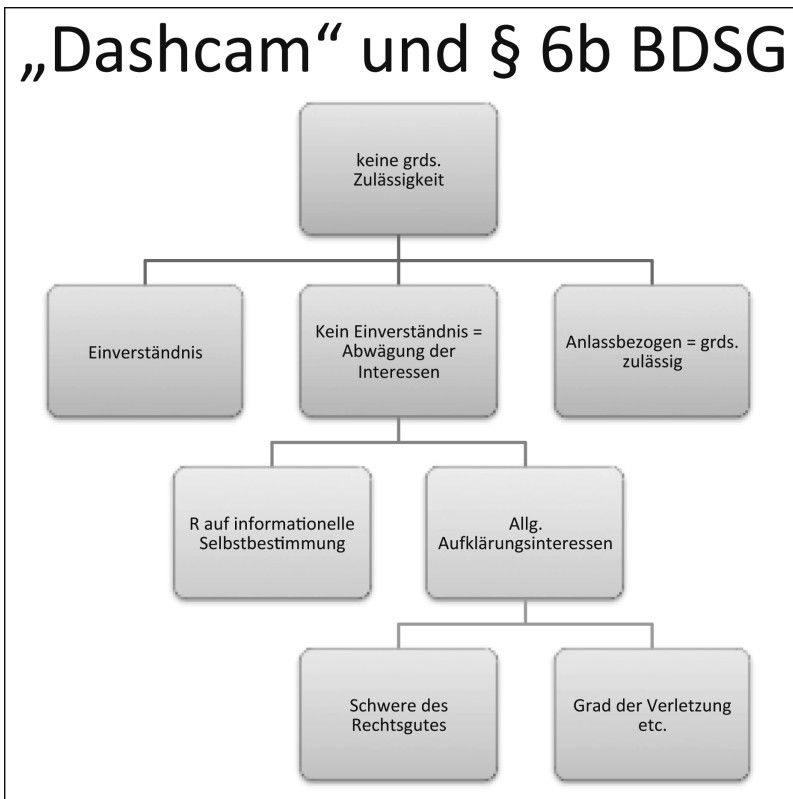 „Dashcam“ und § 6b BDSG
keine grds.
Zulässigkeit
Einverständnis
Kein Einverständnis =
Abwägung der
Interessen
Anlassbezogen = grds.
zulässig
R auf informationelle
Selbstbestimmung
Allg.
Aufklärungsinteressen
Schwere des
Rechtsgutes
Grad der Verletzung
etc.